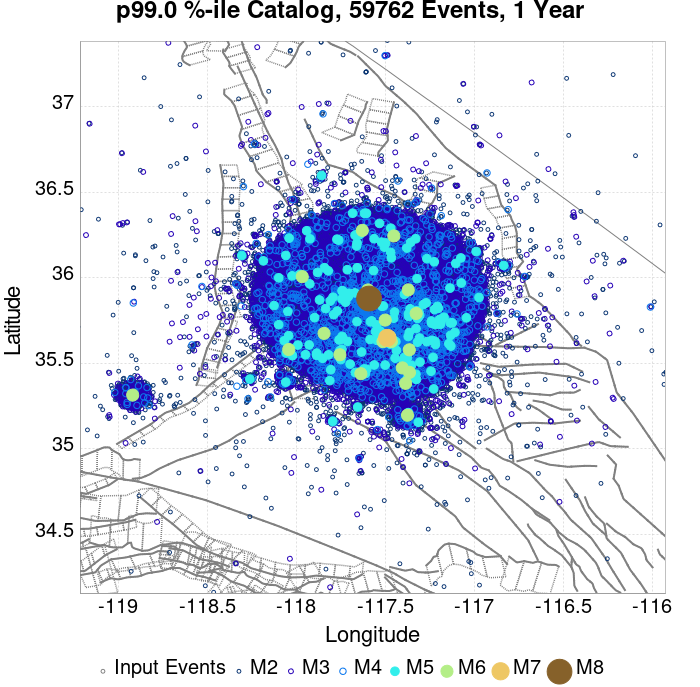 p99.0 %-ile Catalog, 59762 Events, 1 Year
37
36.5
36
35.5
35
34.5
Latitude
-119 -118.5 -118 -117.5 -117 -116.5 -116
Longitude
Input Events M2 M3 M4 M5 M6 M7 M8